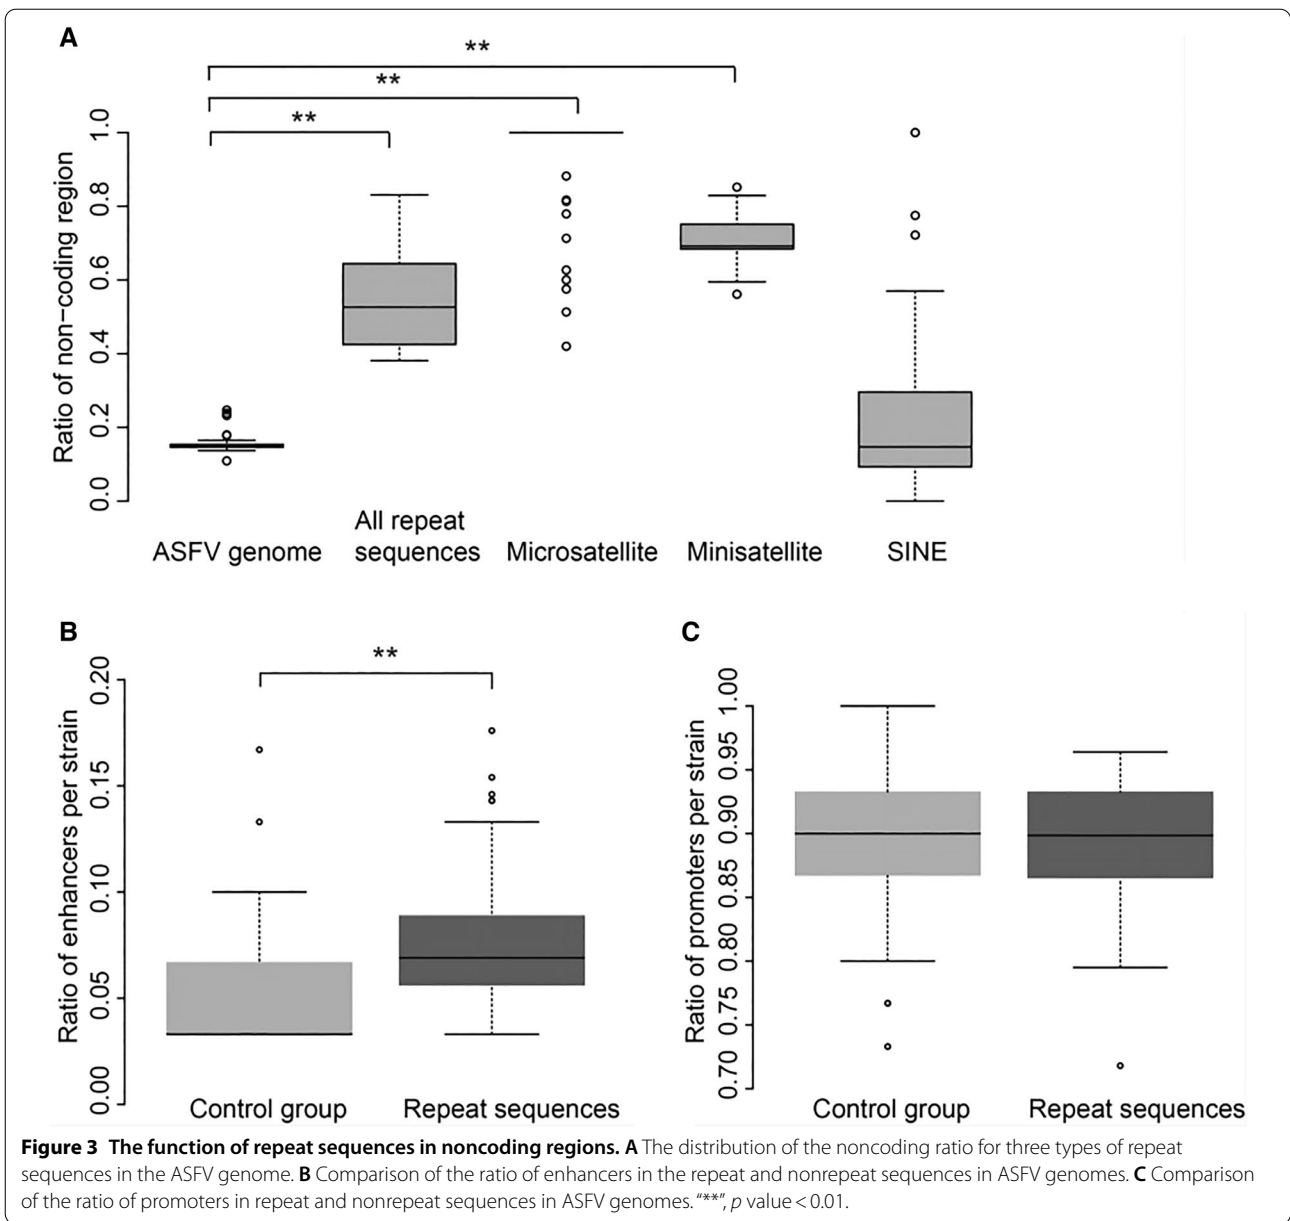 A
**
**
**
Ratio of non−coding region
1.0
0.8
0.6
0.4
0.2
0.0
ASFV genome
All repeat
sequences
Microsatellite
Minisatellite
SINE
B
**
Ratio of enhancers per strain
0.20
0.15
0.10
0.05
0.00
Control group
Repeat sequences
C
Ratio of promoters per strain
1.00
0.95
0.90
0.85
0.80
0.75
0.70
Control group
Repeat sequences
Figure 3 The function of repeat sequences in noncoding regions. A The distribution of the noncoding ratio for three types of repeat
sequences in the ASFV genome. B Comparison of the ratio of enhancers in the repeat and nonrepeat sequences in ASFV genomes. C Comparison
of the ratio of promoters in repeat and nonrepeat sequences in ASFV genomes. “**”, p value < 0.01.